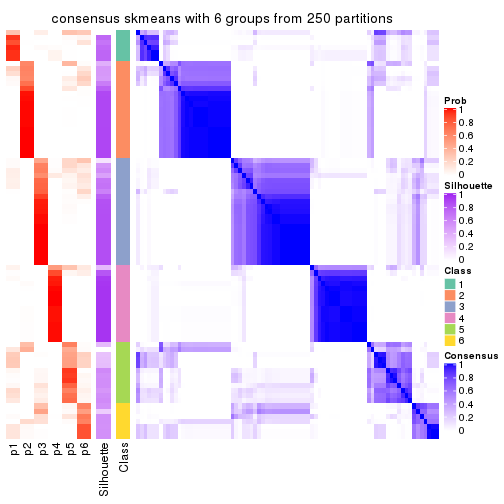 consensus skmeans with 6 groups from 250 partitions
Prob
1
0.8
0.6
0.4
0.2
0
Silhouette
1
0.8
0.6
0.4
0.2
0
Class
1
2
3
4
5
6
Consensus
1
0.8
0.6
0.4
0.2
0
p1
p2
p3
p4
p5
p6
Silhouette
Class